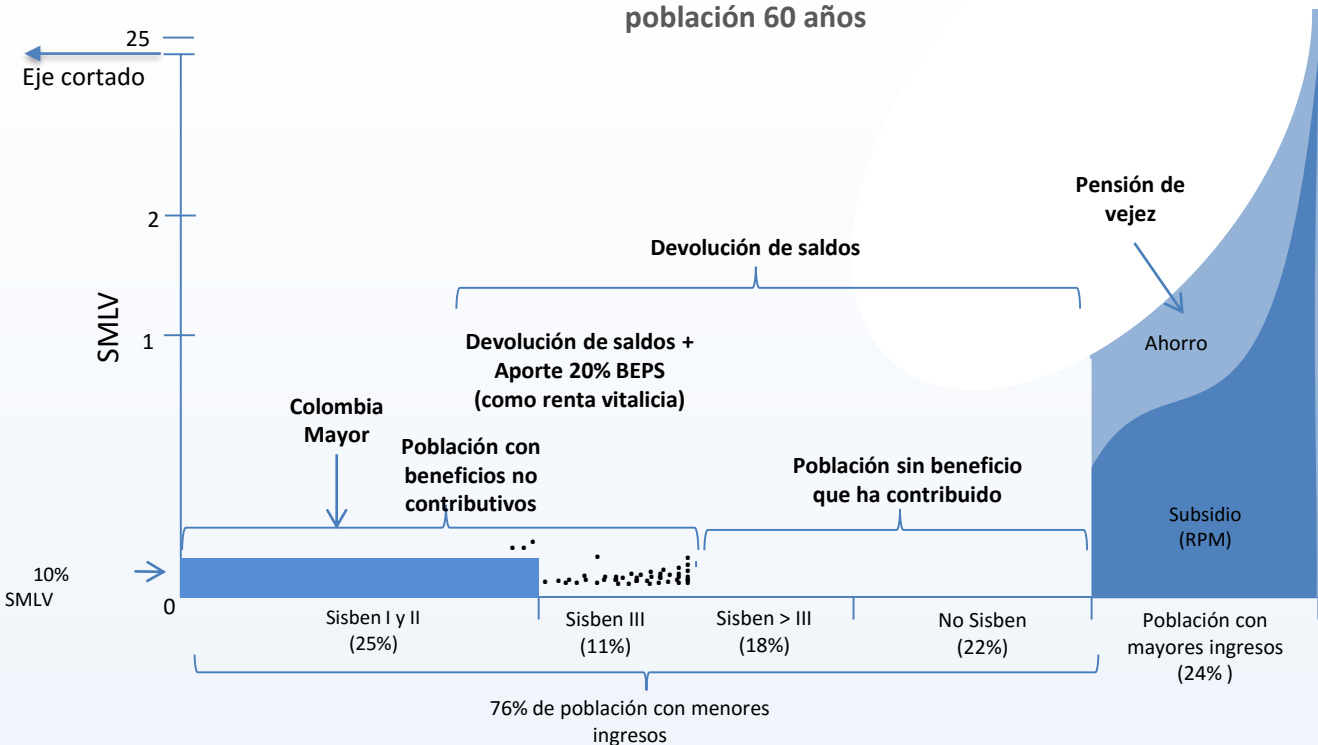 población 60 años
25
Eje cortado
SMLV
2
1
0
10%
SMLV
Pensión de
vejez
Devolución de saldos
Devolución de saldos +
Aporte 20% BEPS
(como renta vitalicia)
Ahorro
Colombia
Mayor
Población con
beneficios no
contributivos
Población sin beneficio
que ha contribuido
Subsidio
(RPM)
Sisben I y II
(25%)
Sisben III
(11%)
Sisben > III
(18%)
No Sisben
(22%)
Población con
mayores ingresos
(24% )
76% de población con menores
ingresos